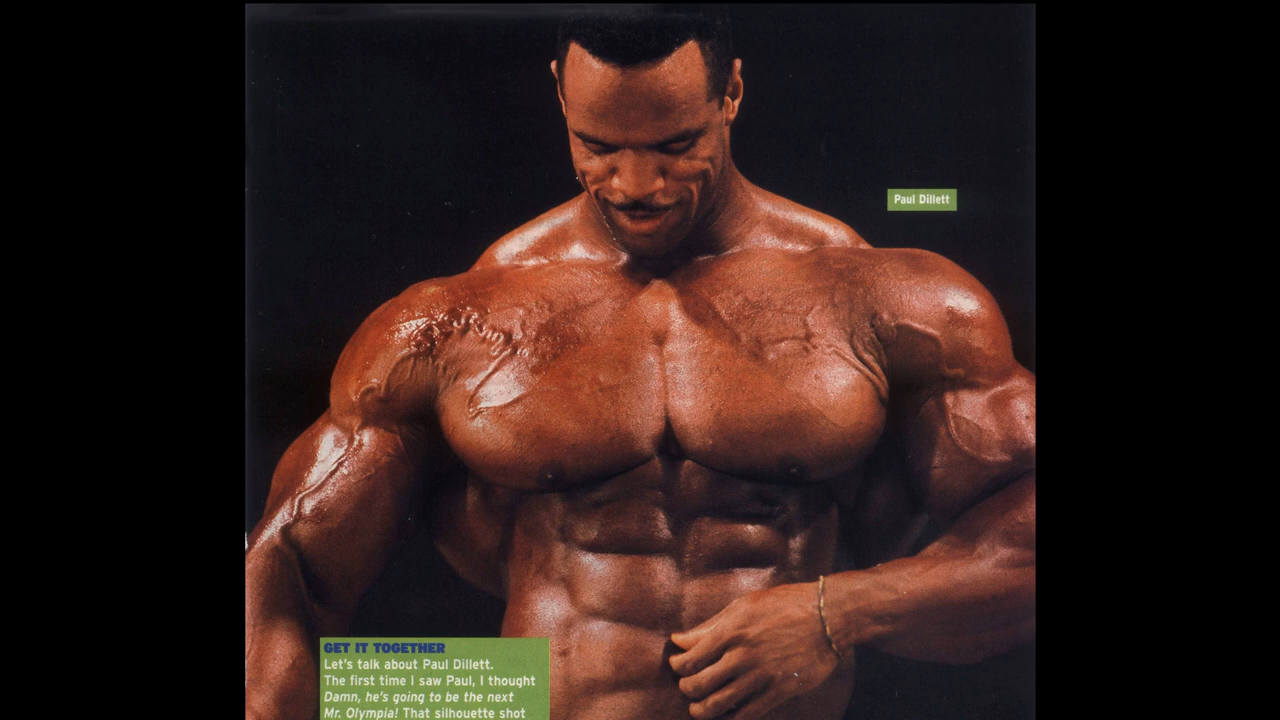 Paul Dillett
GET IT TOGETHER
Let's talk about Paul Dillett.
The first time I saw Paul, I thought
Damn, he's going to be the next
Mr. Olympia! That silhouette shot